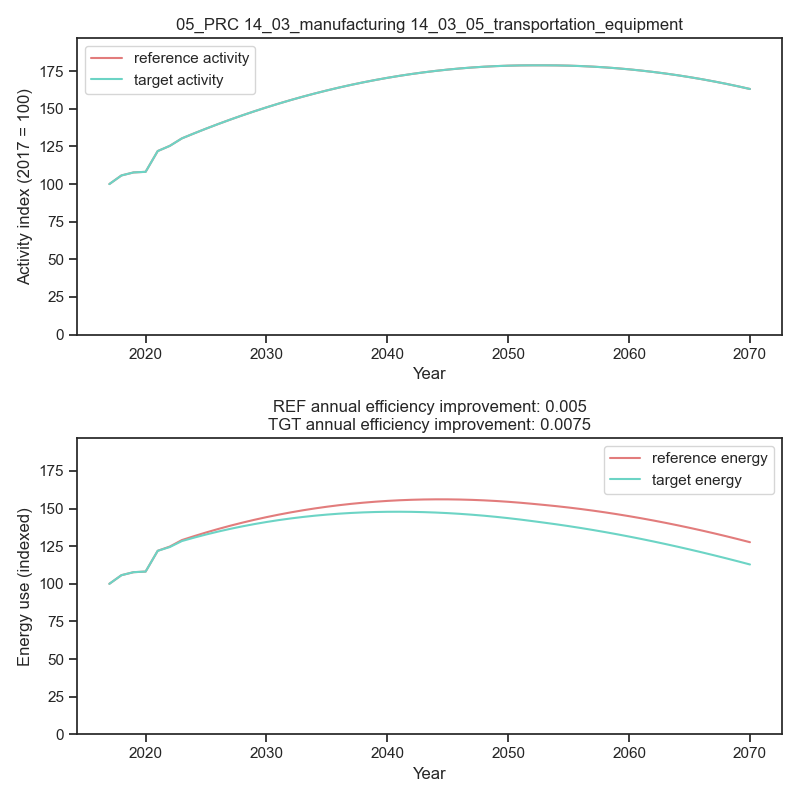 05_PRC 14_03_manufacturing 14_03_05_transportation_equipment
reference activity
target activity
Activity index (2017 = 100)
175
150
125
100
75
50
25
0
2020 2030 2040 2050 2060 2070
Year
REF annual efficiency improvement: 0.005
TGT annual efficiency improvement: 0.0075
reference energy
target energy
Energy use (indexed)
175
150
125
100
75
50
25
0
2020 2030 2040 2050 2060 2070
Year